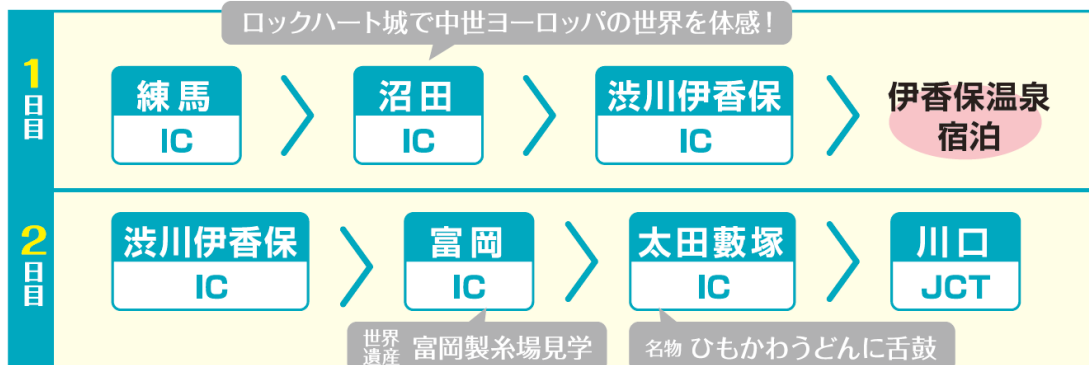 ロックハート城で中世ヨーロッパの世界を体感！
1日目
練馬
IC
沼田
IC
渋川伊香保
IC
伊香保温泉
宿泊
2日目
渋川伊香保
IC
富岡
IC
太田藪塚
IC
川口
JCT
世界遺産 富岡製糸場見学
名物 ひもかわうどんに舌鼓